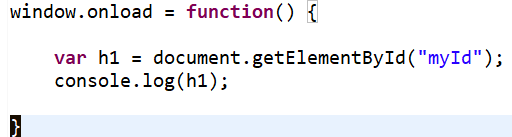 window.onload = function() {
var h1 = document.getElementById("myId");
console.log(h1);
}